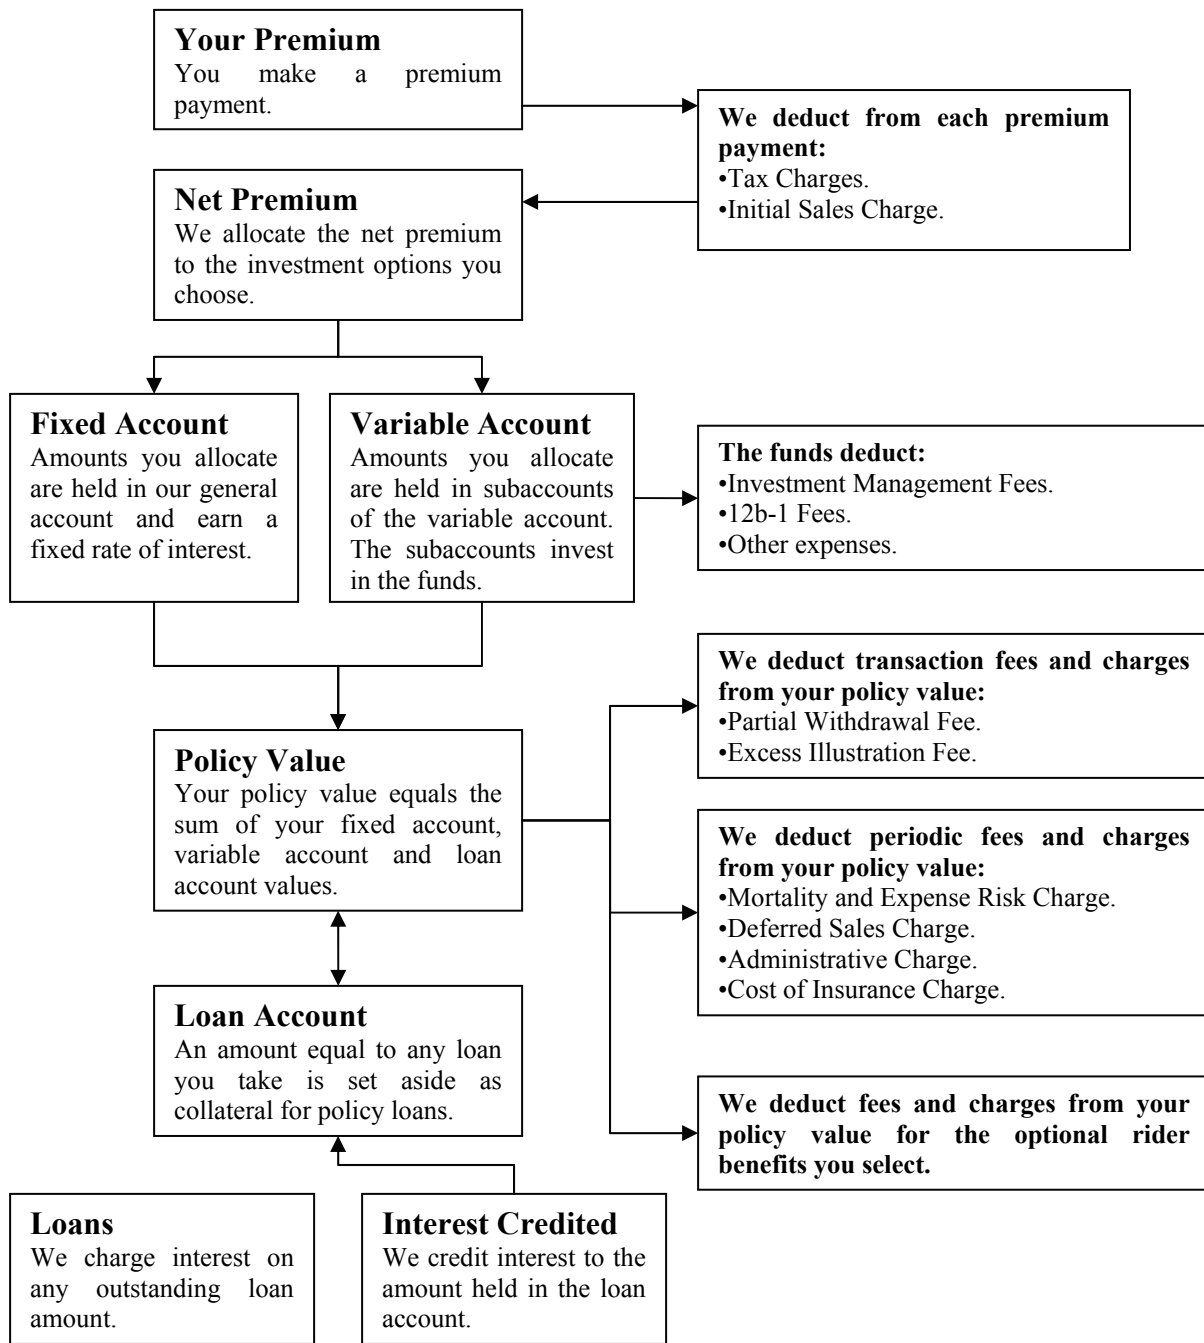 Your Premium
You make a premium
payment.
We deduct from each premium
payment:
•Tax Charges.
•Initial Sales Charge.
Net Premium
We allocate the net premium
to the investment options you
choose.
Fixed Account
Amounts you allocate
are held in our general
account and earn a
fixed rate of interest.
Variable Account
Amounts you allocate
are held in subaccounts
of the variable account.
The subaccounts invest
in the funds.
The funds deduct:
•Investment Management Fees.
•12b-1 Fees.
•Other expenses.
We deduct transaction fees and charges
from your policy value:
•Partial Withdrawal Fee.
•Excess Illustration Fee.
Policy Value
Your policy value equals the
sum of your fixed account,
variable account and loan
account values.
We deduct periodic fees and charges
from your policy value:
•Mortality and Expense Risk Charge.
•Deferred Sales Charge.
•Administrative Charge.
•Cost of Insurance Charge.
Loan Account
An amount equal to any loan
you take is set aside as
collateral for policy loans.
We deduct fees and charges from your
policy value for the optional rider
benefits you select.
Loans
We charge interest on
any outstanding loan
amount.
Interest Credited
We credit interest to the
amount held in the loan
account.